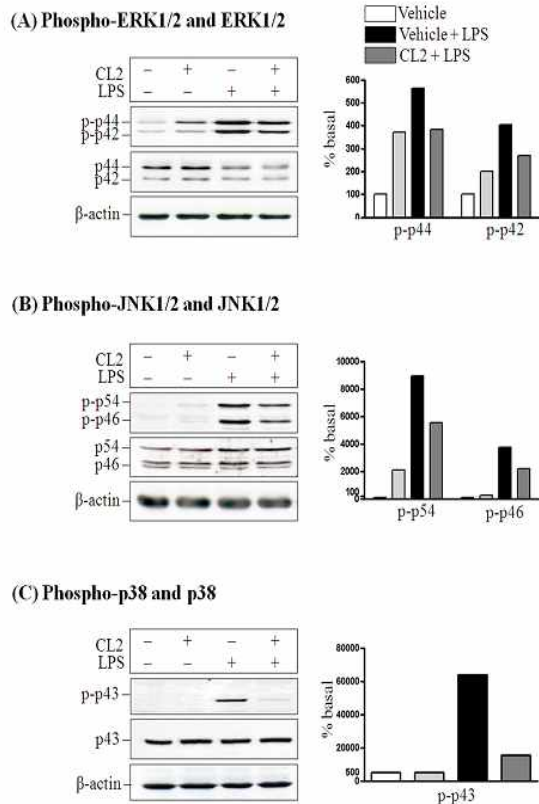 (A) Phospho-ERK1/2 and ERK1/2
CL2 – + – +
LPS – – + +
p-p44
p-p42
p44
p42
β-actin
Vehicle
Vehicle + LPS
CL2 + LPS
% basal
600
500
400
300
200
100
0
p-p44 p-p42
(B) Phospho-JNK1/2 and JNK1/2
CL2 – + – +
LPS – – + +
p-p54
p-p46
p54
p46
β-actin
% basal
10000
8000
6000
4000
2000
100
0
p-p54 p-p46
(C) Phospho-p38 and p38
CL2 – + – +
LPS – – + +
p-p43
p43
β-actin
% basal
80000
60000
40000
20000
500
0
p-p43